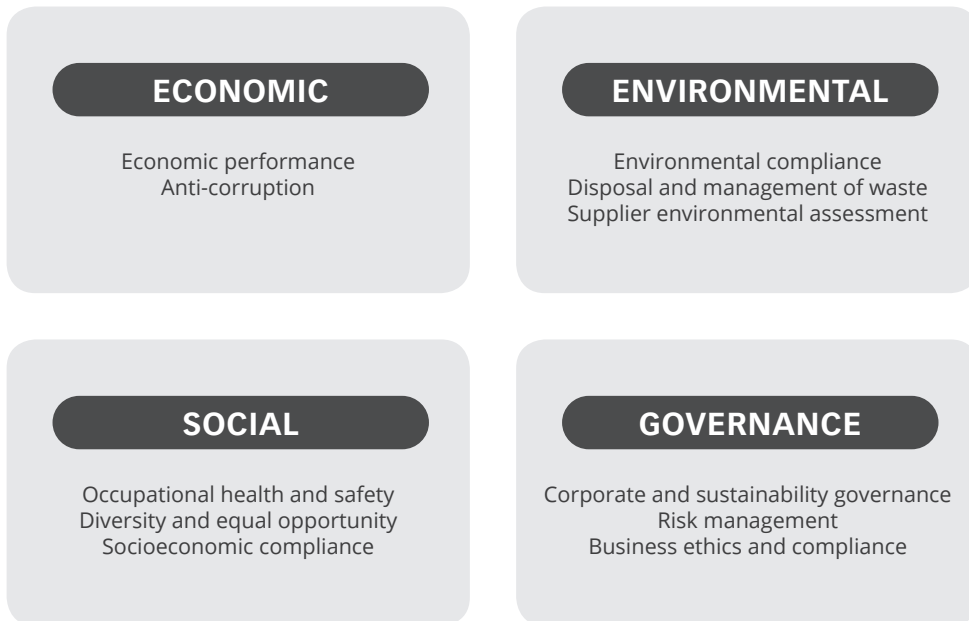 ECONOMIC
Economic performance
Anti-corruption
ENVIRONMENTAL
Environmental compliance
Disposal and management of waste
Supplier environmental assessment
SOCIAL
Occupational health and safety
Diversity and equal opportunity
Socioeconomic compliance
GOVERNANCE
Corporate and sustainability governance
Risk management
Business ethics and compliance